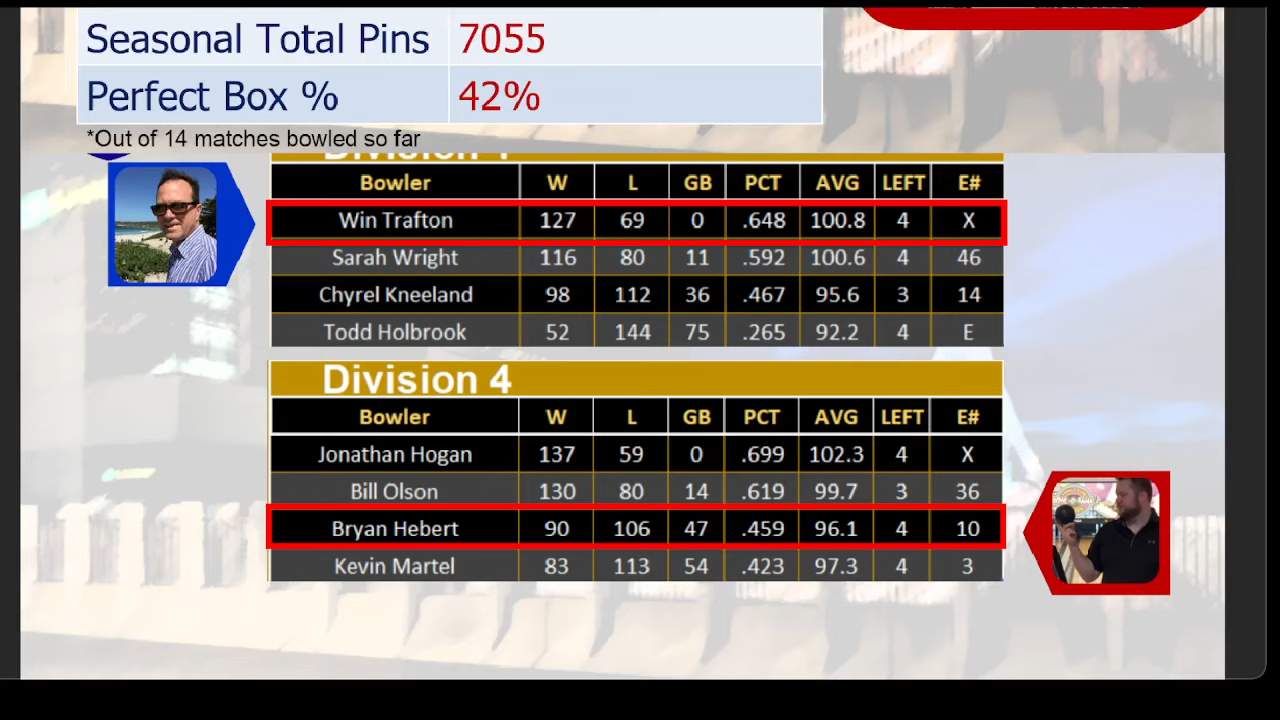 Seasonal Total Pins 7055
Perfect Box % 42%
*Out of 14 matches bowled so far
Division
Bowler W L GB PCT AVG LEFT E#
Win Trafton 127 69 0 .648 100.8 4 X
Sarah Wright 116 80 11 .592 100.6 4 46
Chyrel Kneeland 98 112 36 .467 95.6 3 14
Todd Holbrook 52 144 75 .265 92.2 4 E
Division 4
Bowler W L GB PCT AVG LEFT E#
Jonathan Hogan 137 59 0 .699 102.3 4 X
Bill Olson 130 80 14 .619 99.7 3 36
Bryan Hebert 90 106 47 .459 96.1 4 10
Kevin Martel 83 113 54 .423 97.3 4 3